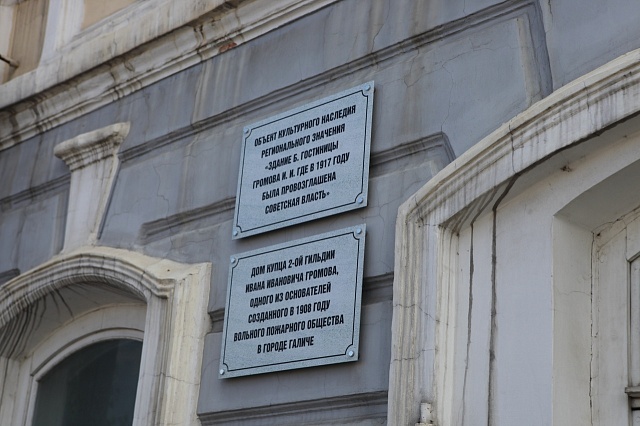 ОБЪЕКТ КУЛЬТУРНОГО НАСЛЕДИЯ
РЕГИОНАЛЬНОГО ЗНАЧЕНИЯ
«ЗДАНИЕ Б. ГОСТИНИЦЫ
ГРОМОВА И. И. ГДЕ В 1917 ГОДУ
БЫЛА ПРОВОЗГЛАШЕНА
СОВЕТСКАЯ ВЛАСТЬ»
ДОМ КУПЦА 2-ОЙ ГИЛЬДИИ
ИВАНА ИВАНОВИЧА ГРОМОВА,
ОДНОГО ИЗ ОСНОВАТЕЛЕЙ
СОЗДАННОГО В 1908 ГОДУ
ВОЛЬНОГО ПОЖАРНОГО ОБЩЕСТВА
В ГОРОДЕ ГАЛИЧЕ